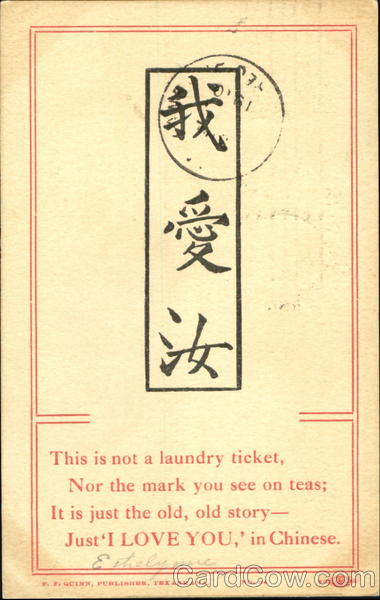 我
愛
汝
This is not a laundry ticket,
Nor the mark you see on teas;
It is just the old, old story—
Just 'I LOVE YOU,' in Chinese.
PUBLISHER,
CardCow.com